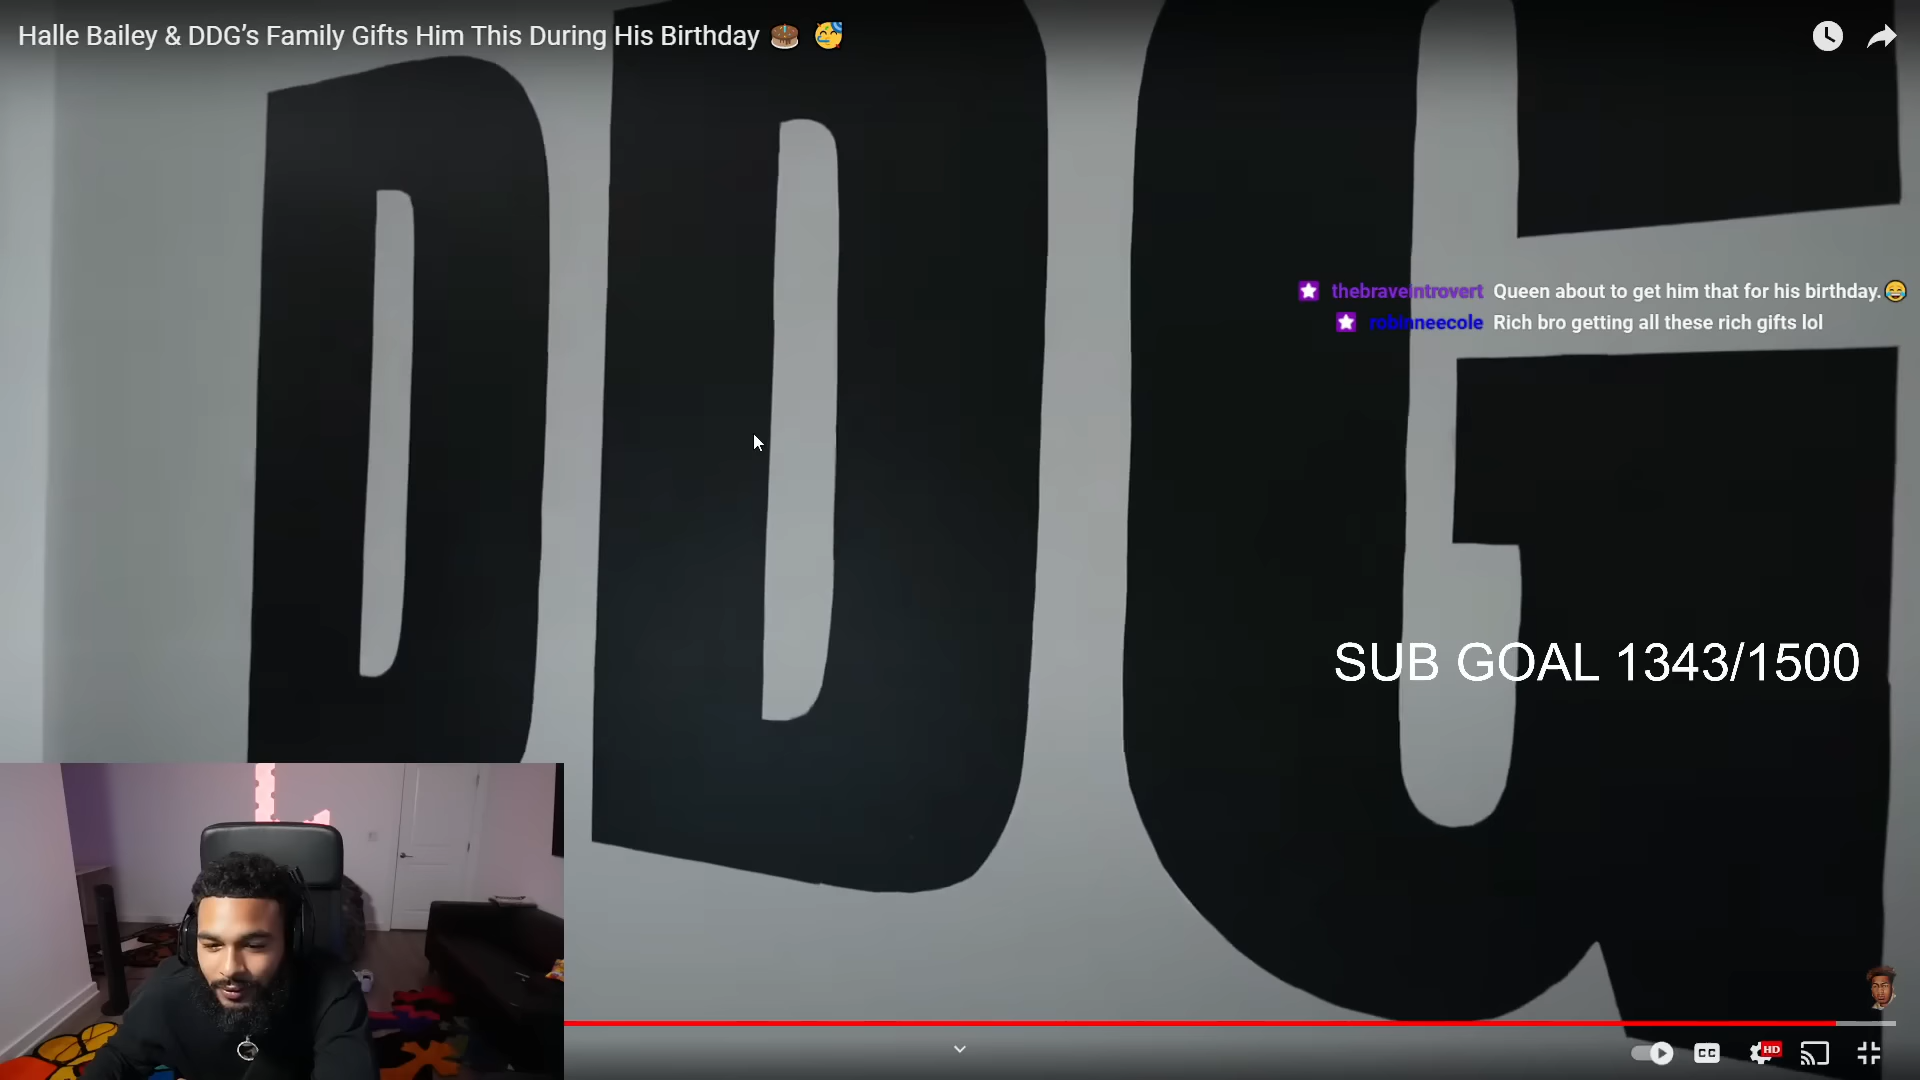 Halle Bailey & DDG’s Family Gifts Him This During His Birthday 🎂 🥳
DDG
thebraveintrovert Queen about to get him that for his birthday.😂
robinneecole Rich bro getting all these rich gifts lol
SUB GOAL 1343/1500
CC
HD